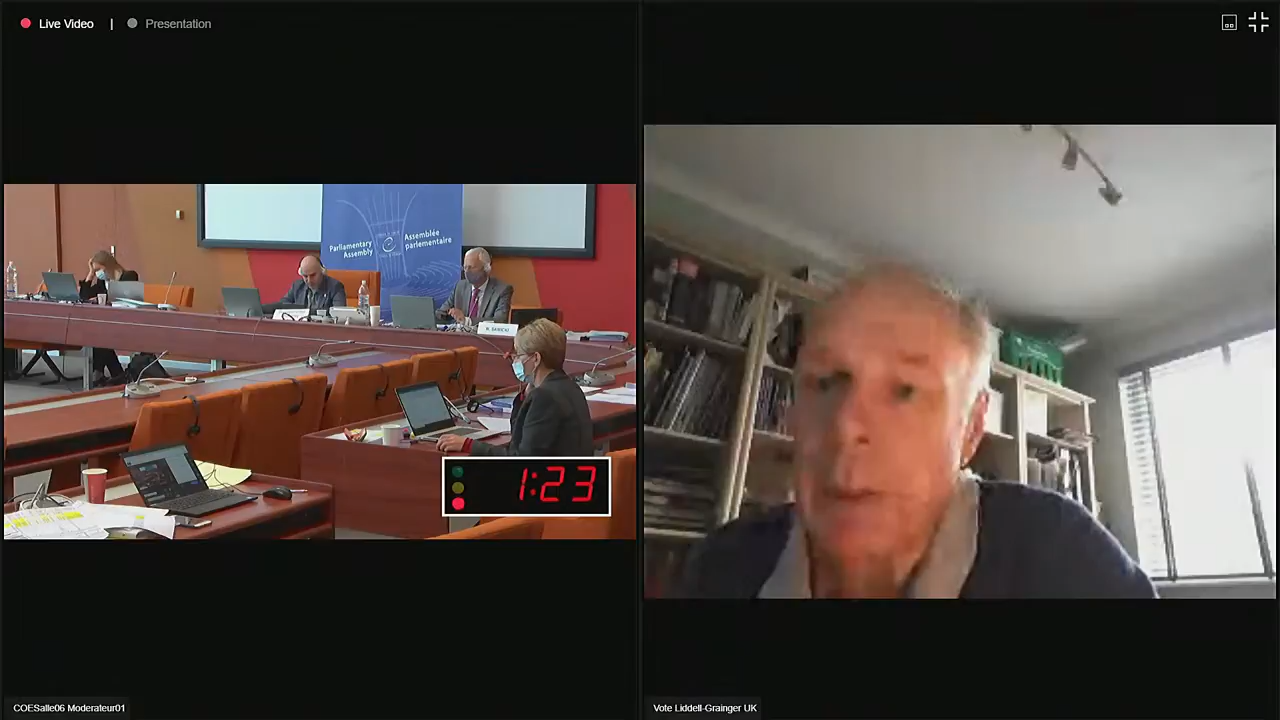 Live Video | Presentation
Parliamentary
Assembly
Assemblée
parlementaire
1:23
COESalle06 Moderateur01
Vote Liddell-Grainger UK